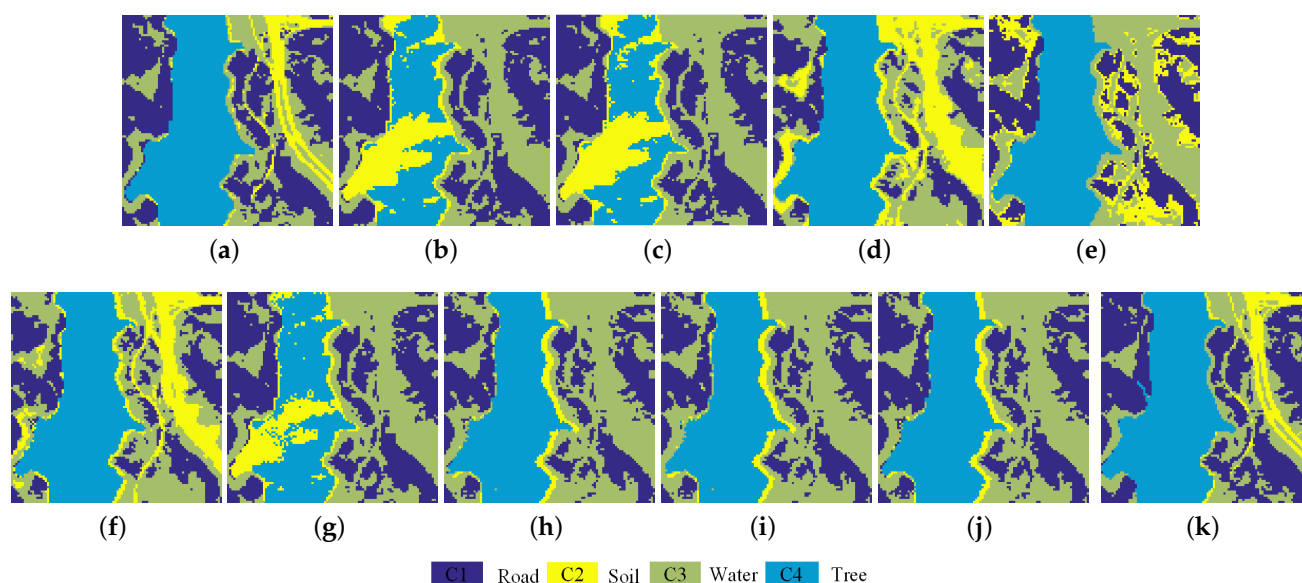 (a) (b) (c) (d) (e)
(f) (g) (h) (i) (j) (k)
C1 Road C2 Soil C3 Water C4 Tree